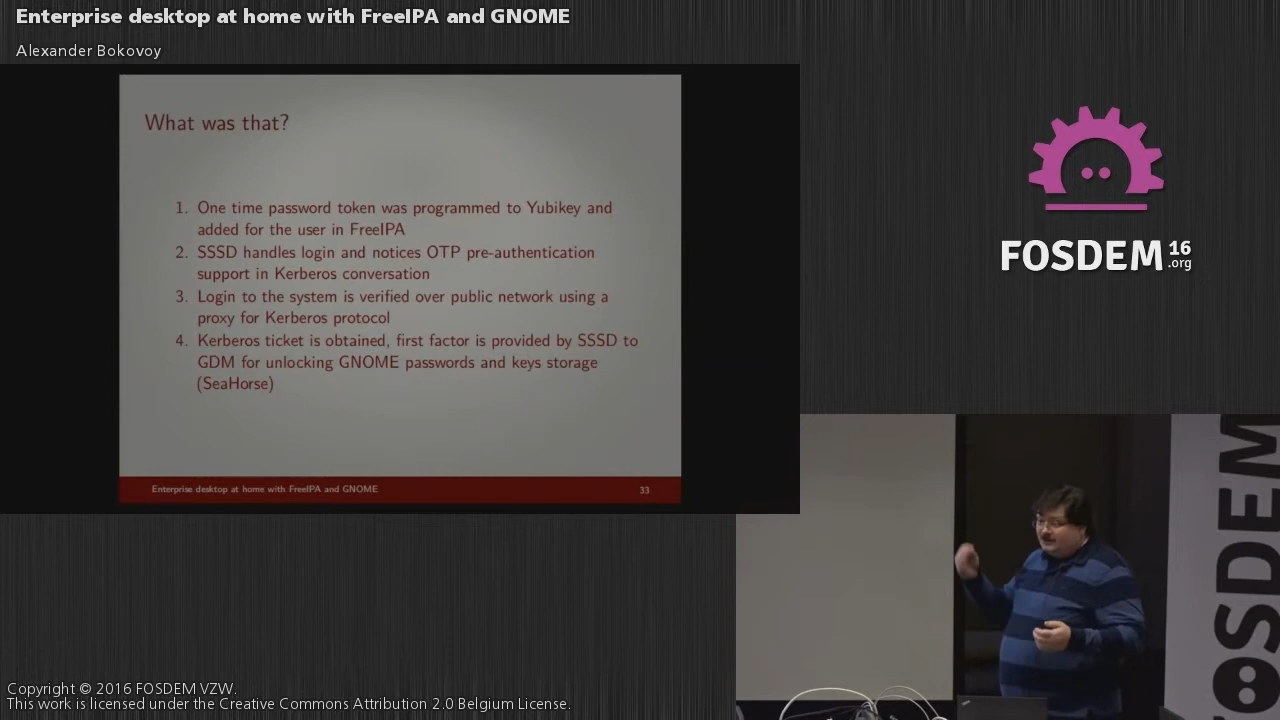 Enterprise desktop at home with FreeIPA and GNOME
Alexander Bokovoy
What was that?
1. One time password token was programmed to Yubikey and
added for the user in FreeIPA
2. SSSD handles login and notices OTP pre-authentication
support in Kerberos conversation
3. Login to the system is verified over public network using a
proxy for Kerberos protocol
4. Kerberos ticket is obtained, first factor is provided by SSSD to
GDM for unlocking GNOME passwords and keys storage
(SeaHorse)
Enterprise desktop at home with FreeIPA and GNOME 33
FOSDEM 16
.org
FOSDEM
Copyright © 2016 FOSDEM VZW.
This work is licensed under the Creative Commons Attribution 2.0 Belgium License.